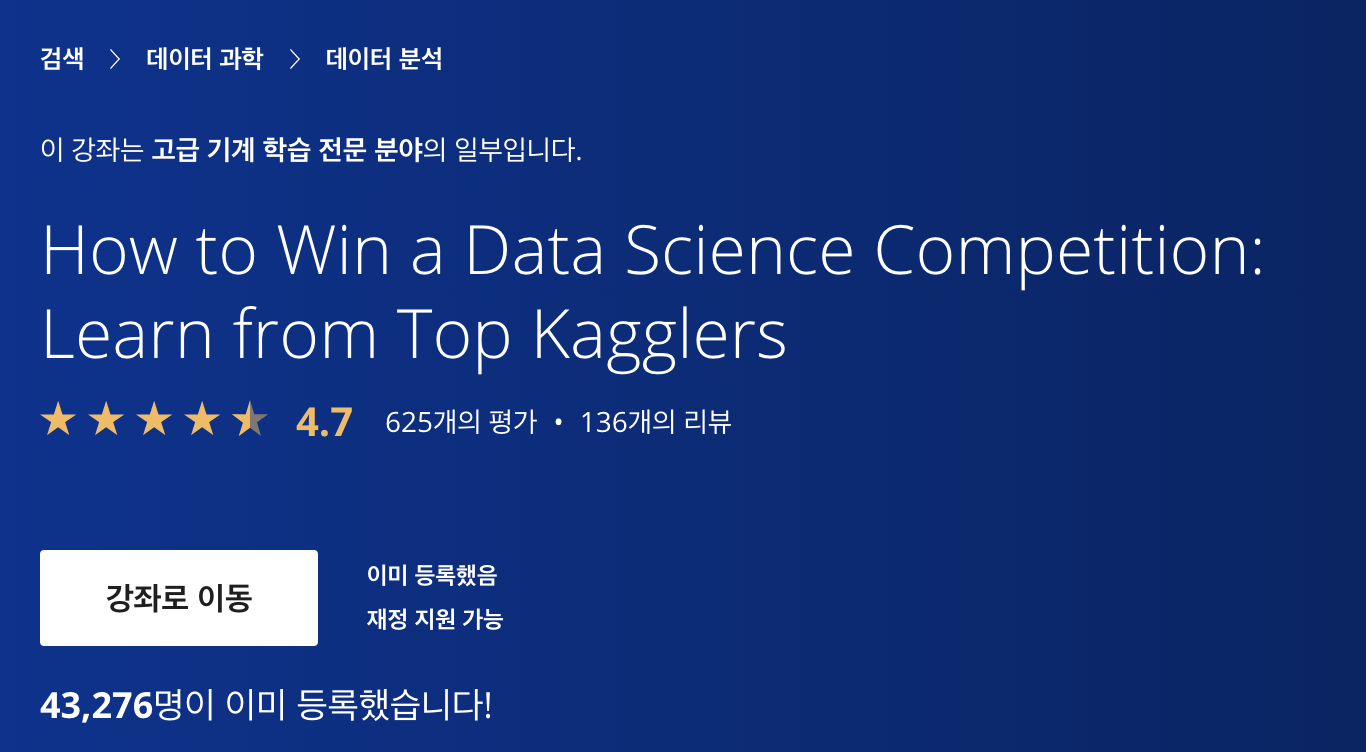 검색 > 데이터 과학 > 데이터 분석
이 강좌는 고급 기계 학습 전문 분야의 일부입니다.
How to Win a Data Science Competition:
Learn from Top Kagglers
4.7 625개의 평가 • 136개의 리뷰
강좌로 이동
이미 등록했음
재정 지원 가능
43,276명이 이미 등록했습니다!